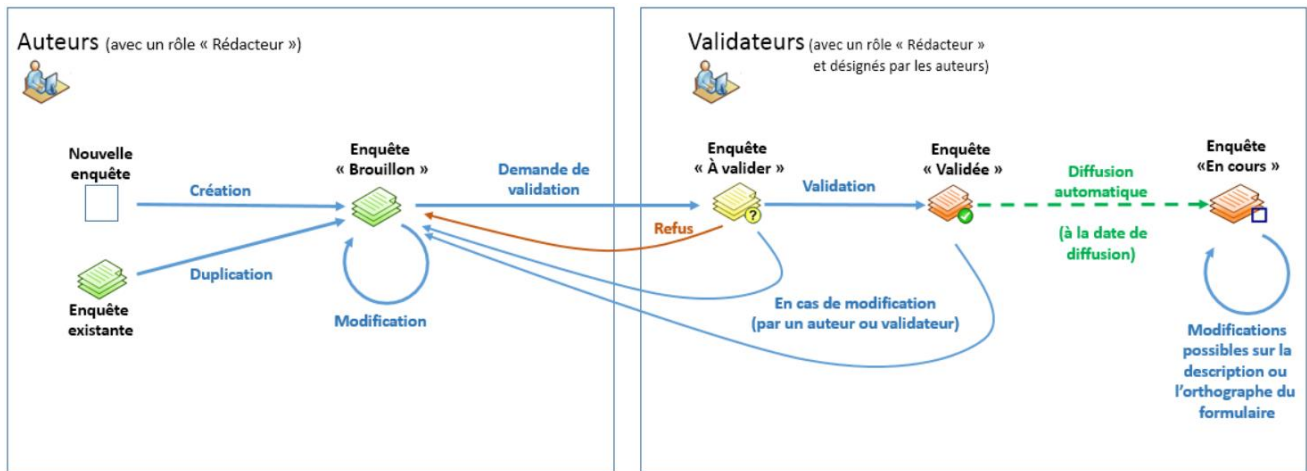 Auteurs (avec un rôle « Rédacteur »)
Nouvelle
enquête
Création
Enquête
« Brouillon »
Demande de
validation
Duplication
Enquête
existante
Modification
Validateurs (avec un rôle « Rédacteur »
et désignés par les auteurs)
Enquête
« À valider »
?
Validation
Enquête
« Validée »
Diffusion
automatique
(à la date de
diffusion)
Enquête
«En cours »
Refus
En cas de modification
(par un auteur ou validateur)
Modifications
possibles sur la
description ou
l’orthographe du
formulaire